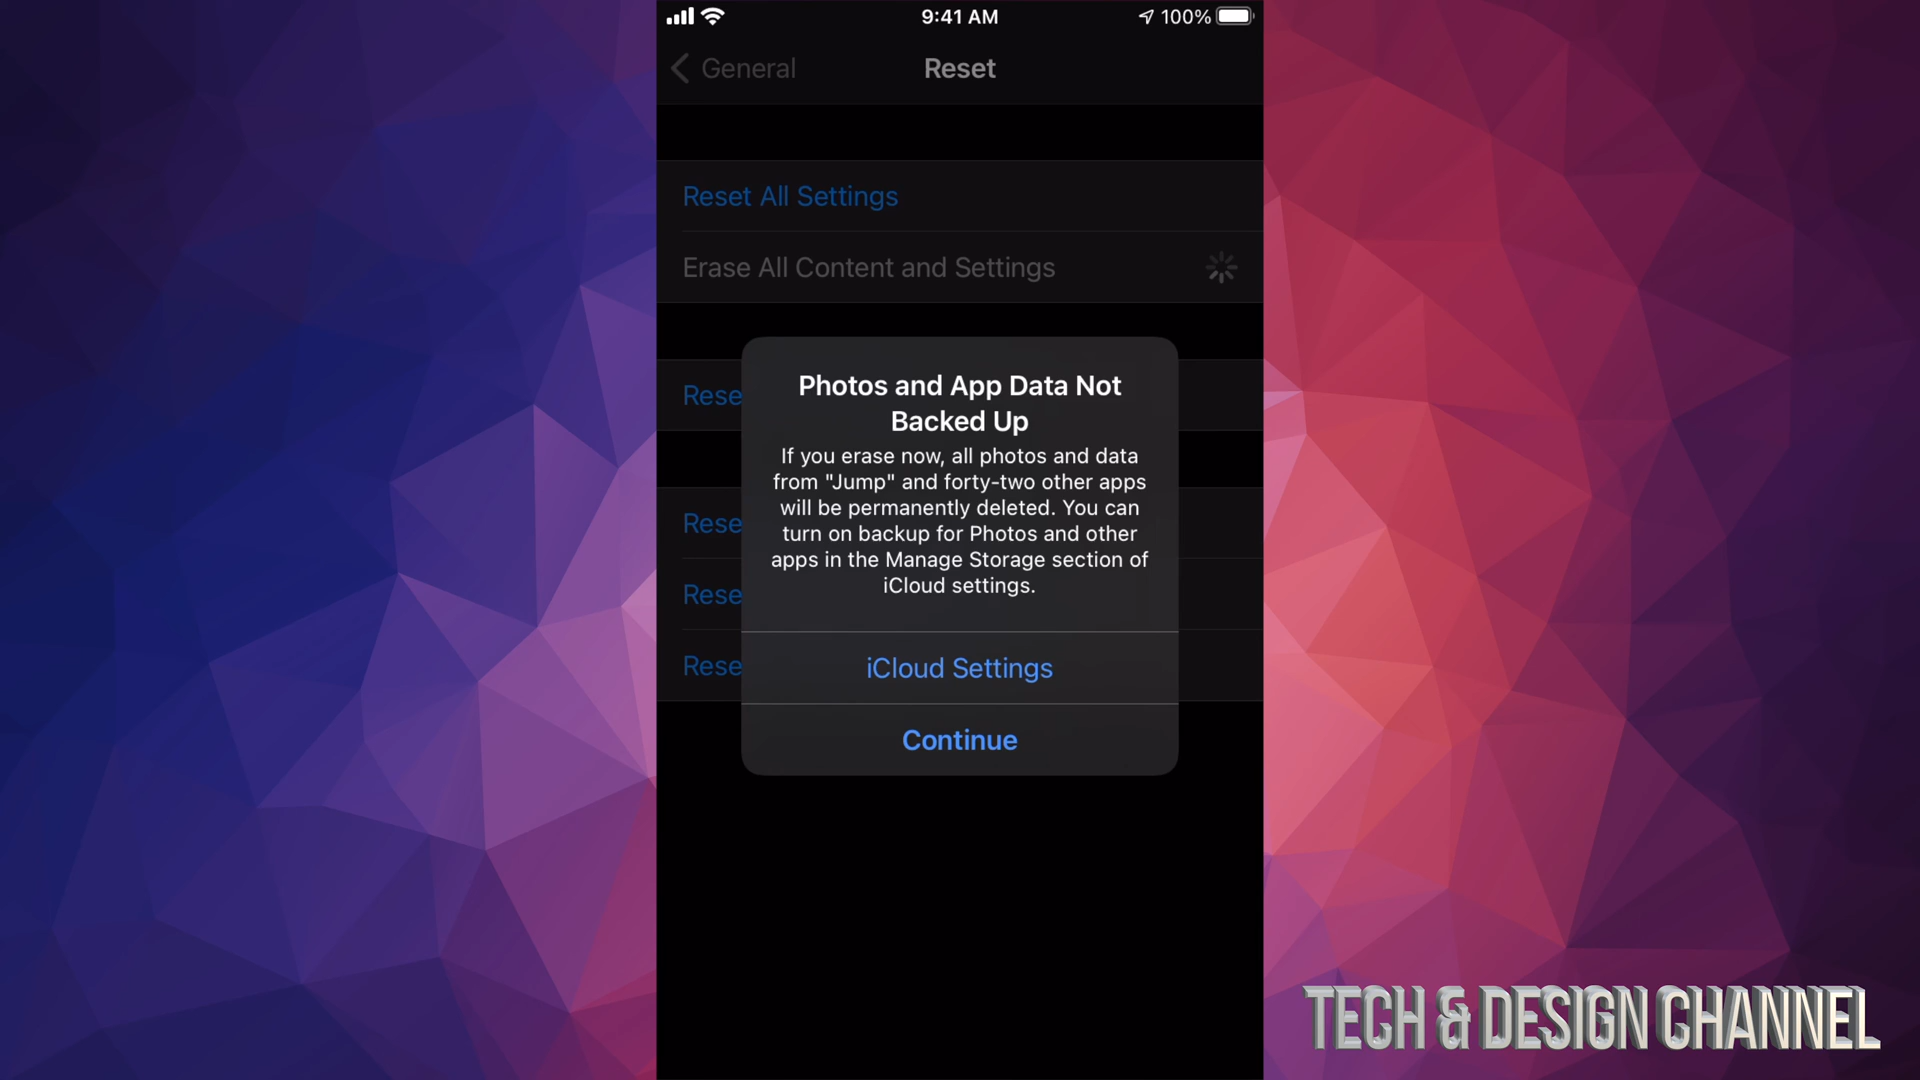 9:41 AM
100%
General
Reset
Reset All Settings
Erase All Content and Settings
Rese
Photos and App Data Not
Backed Up
If you erase now, all photos and data
from "Jump" and forty-two other apps
will be permanently deleted. You can
turn on backup for Photos and other
apps in the Manage Storage section of
iCloud settings.
Rese
Rese
Rese
iCloud Settings
Continue
TECH & DESIGN CHANNEL